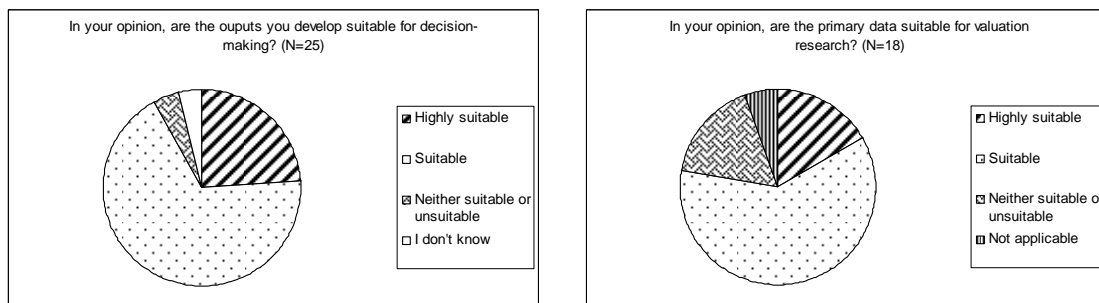 In your opinion, are the ouputs you develop suitable for decision-
making? (N=25)
Highly suitable
Suitable
Neither suitable or
unsuitable
I don't know
In your opinion, are the primary data suitable for valuation
research? (N=18)
Highly suitable
Suitable
Neither suitable o
unsuitable
Not applicable